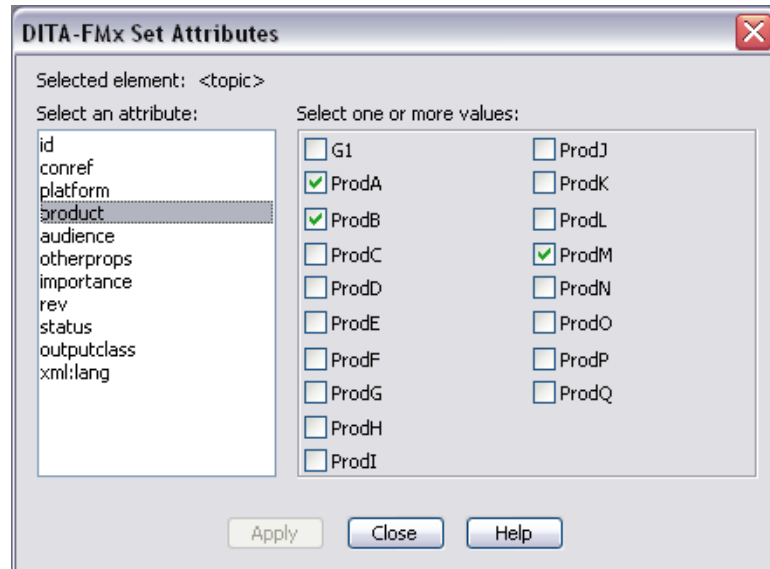 DITA-FMx Set Attributes
Selected element: <topic>
Select an attribute:
id
conref
platform
product
audience
otherprops
importance
rev
status
outputclass
xml:lang
Select one or more values:
G1
ProdA
ProdB
ProdC
ProdD
ProdE
ProdF
ProdG
ProdH
ProdI
ProdJ
ProdK
ProdL
ProdM
ProdN
ProdO
ProdP
ProdQ
Apply
Close
Help